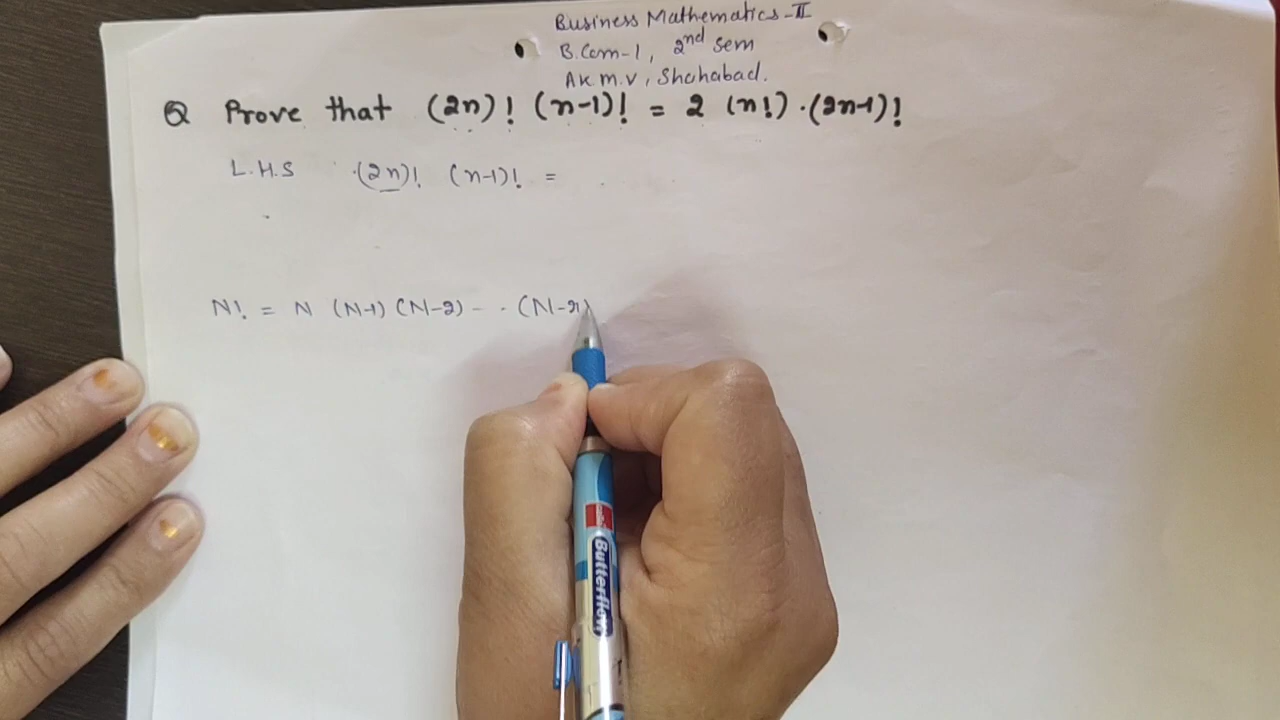 Business Mathematics-II
B.Com-1, 2nd Sem
A.K.M.V, Shahabad.
Q Prove that (2n)! (n-1)! = 2 (n!) · (2n-1)!
L.H.S (2n)! (n-1)! =
N! = N (N-1) (N-2) - - · (N-r)
Butterflow